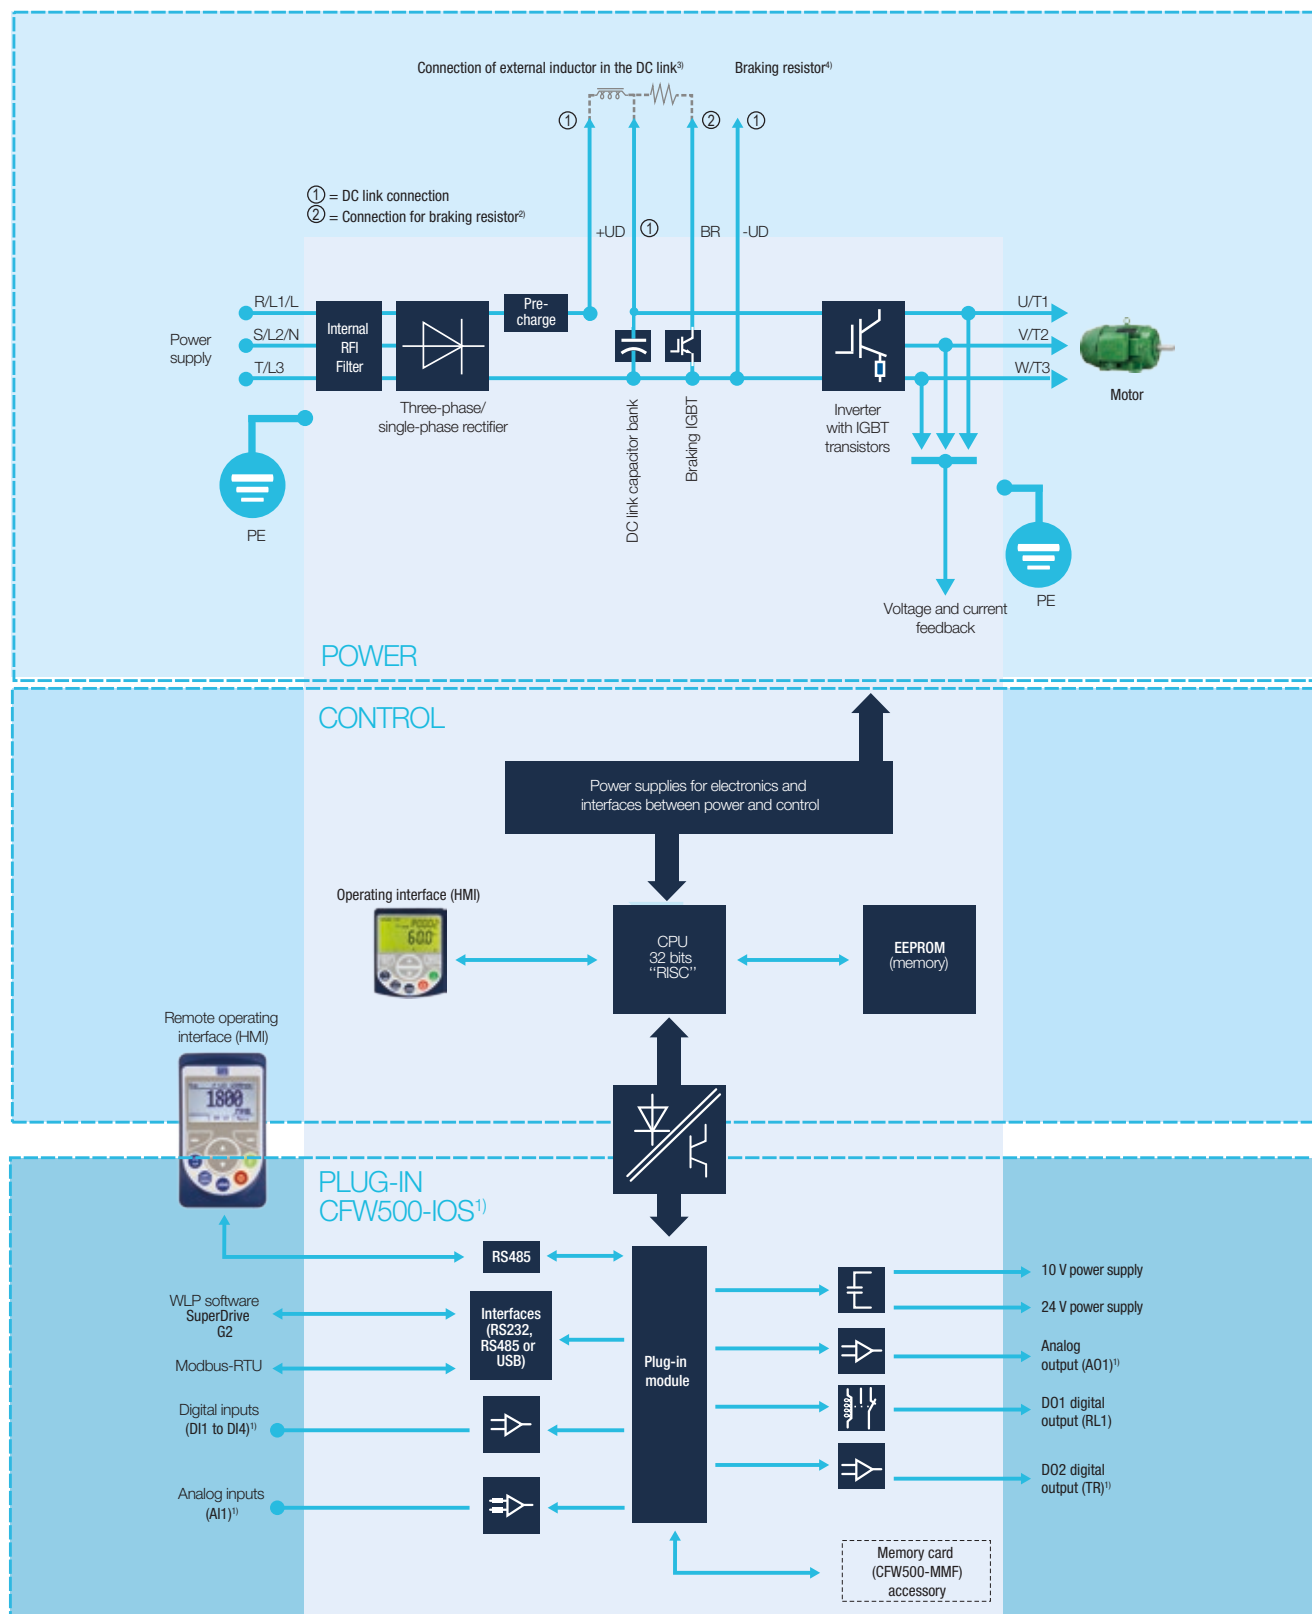 Connection of external inductor in the DC link3)
Braking resistor4)
1
2
1
1 = DC link connection
2 = Connection for braking resistor2)
+UD
1
BR
-UD
Power
supply
R/L1/L
S/L2/N
T/L3
Internal
RFI
Filter
Pre-
charge
U/T1
V/T2
W/T3
Motor
Three-phase/
single-phase rectifier
DC link capacitor bank
Braking IGBT
Inverter
with IGBT
transistors
PE
PE
Voltage and current
feedback
POWER
CONTROL
Power supplies for electronics and
interfaces between power and control
Operating interface (HMI)
60.0
CPU
32 bits
“RISC”
EEPROM
(memory)
Remote operating
interface (HMI)
1800
PLUG-IN
CFW500-IOS1)
RS485
WLP software
SuperDrive
G2
Interfaces
(RS232,
RS485 or
USB)
Modbus-RTU
Digital inputs
(DI1 to DI4)1)
Analog inputs
(AI1)1)
Plug-in
module
10 V power supply
24 V power supply
Analog
output (AO1)1)
DO1 digital
output (RL1)
DO2 digital
output (TR)1)
Memory card
(CFW500-MMF)
accessory